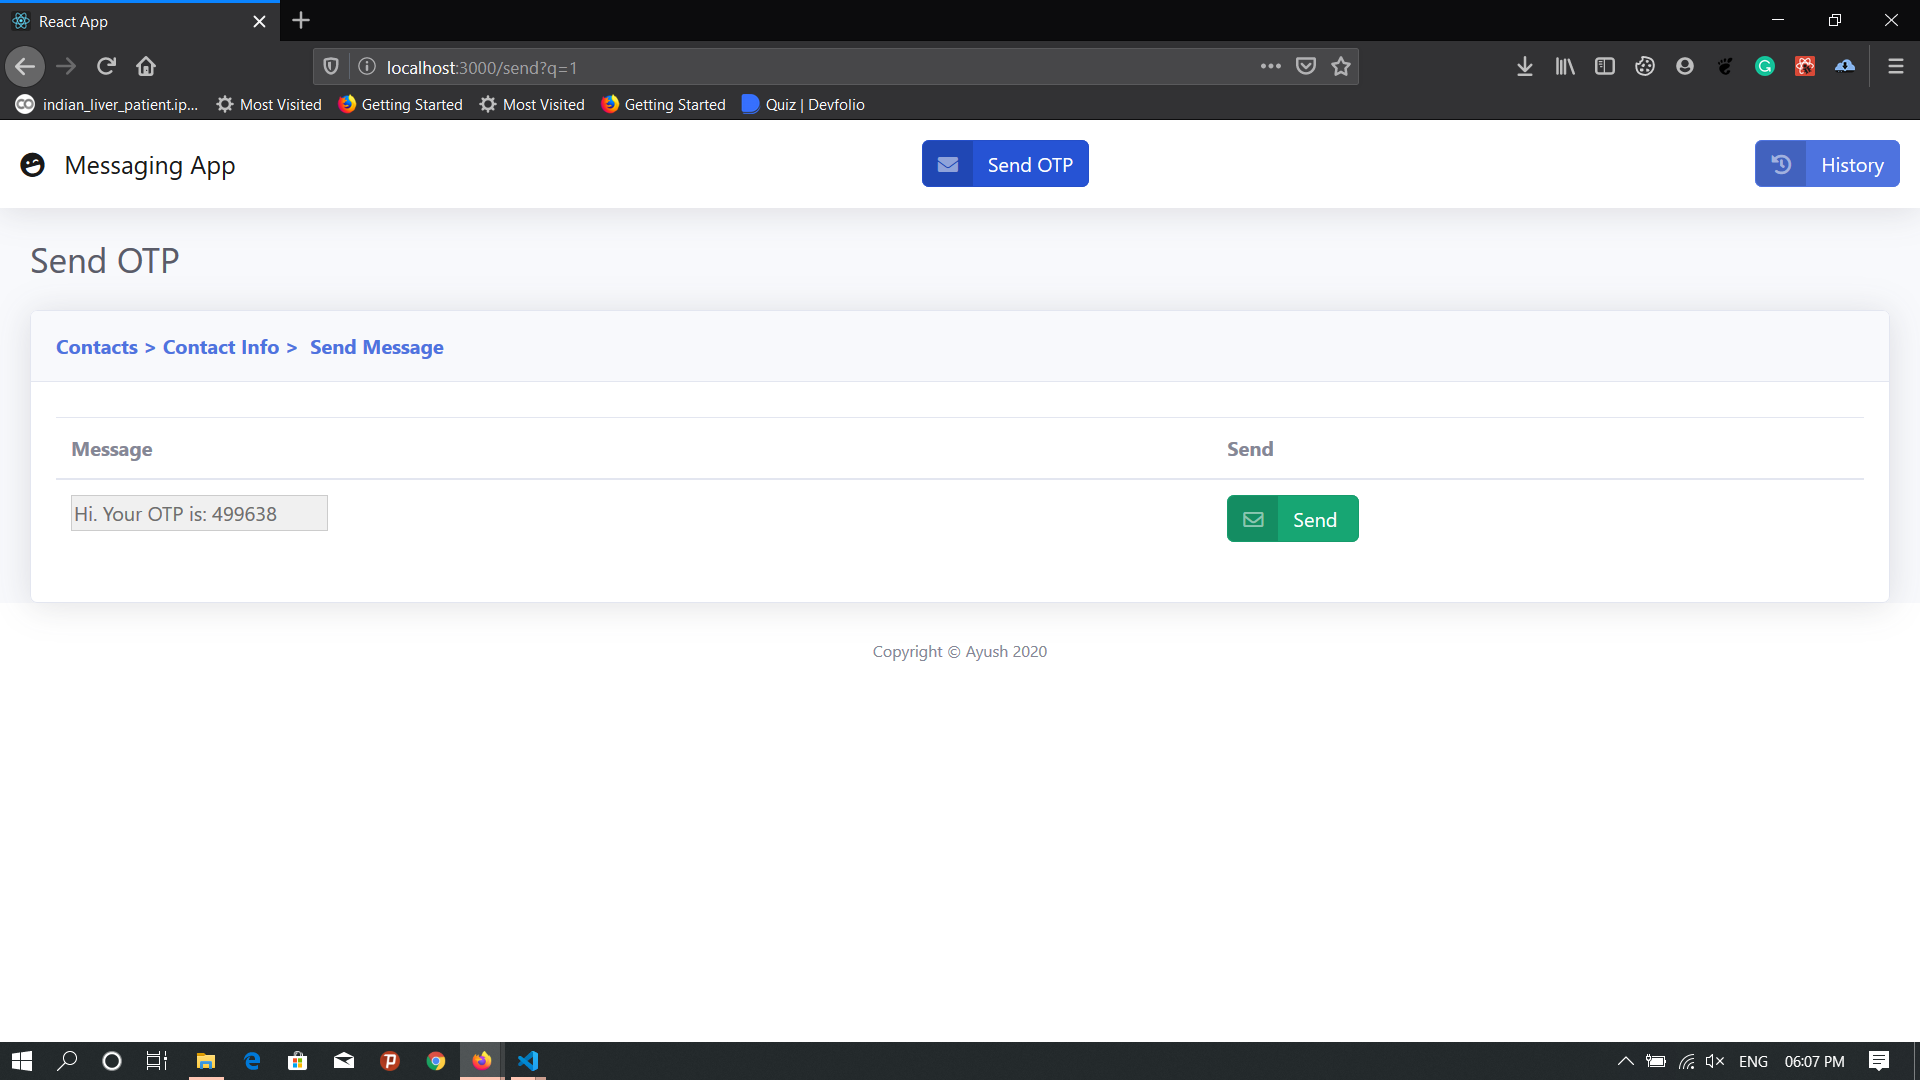 React App
localhost:3000/send?q=1
indian_liver_patient.ip... Most Visited Getting Started Most Visited Getting Started Quiz | Devfolio
Messaging App Send OTP History
Send OTP
Contacts > Contact Info > Send Message
Message Send
Hi. Your OTP is: 499638 Send
Copyright © Ayush 2020
ENG 06:07 PM